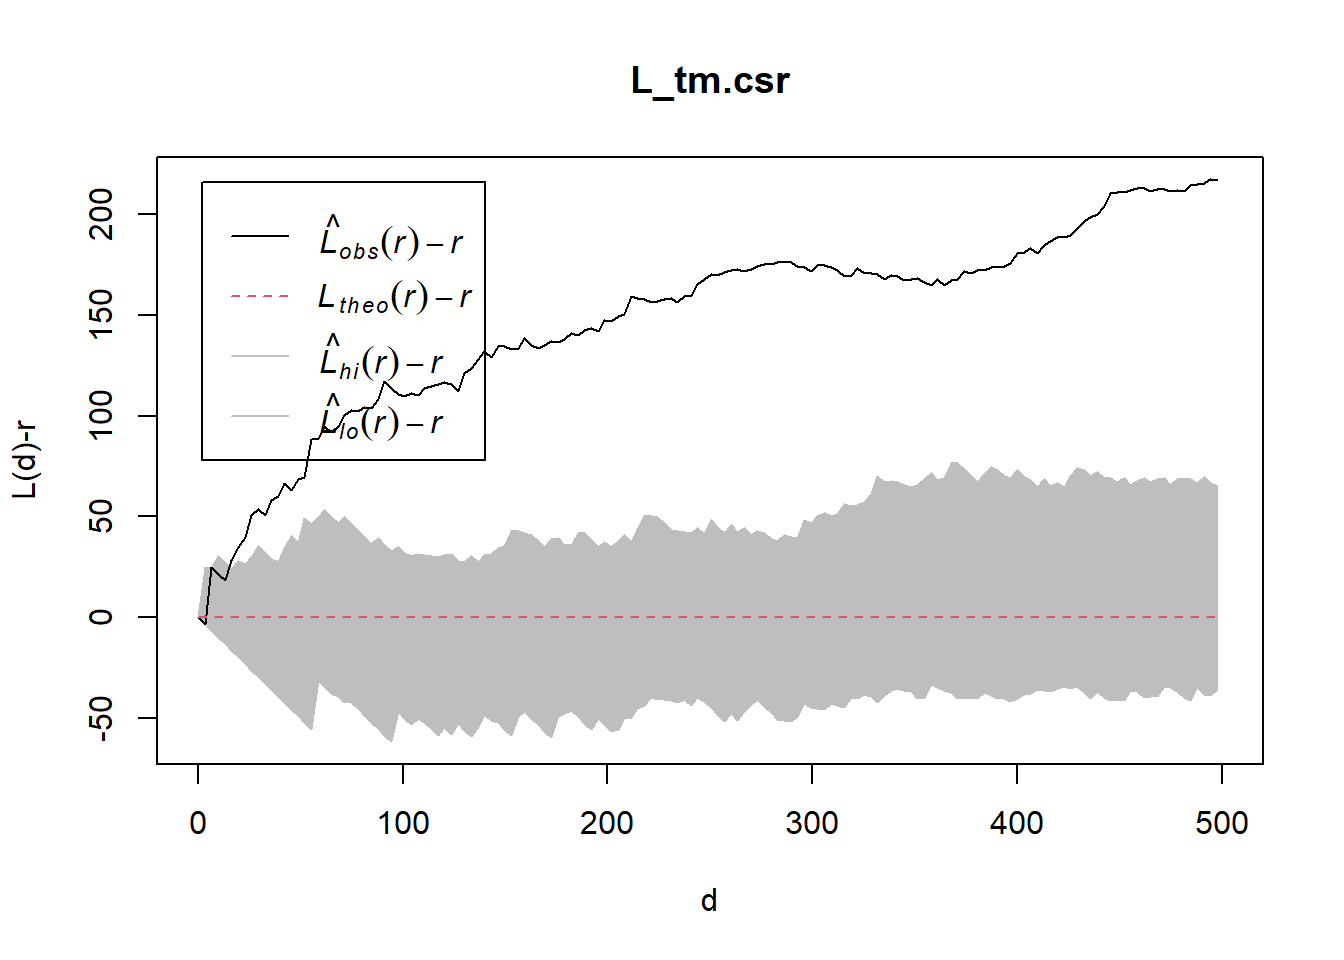 L_tm.csr
L̂obs(r) − r
Ltheo(r) − r
L̂hi(r) − r
L̂lo(r) − r
L(d)-r
200
150
100
50
0
-50
0 100 200 300 400 500
d